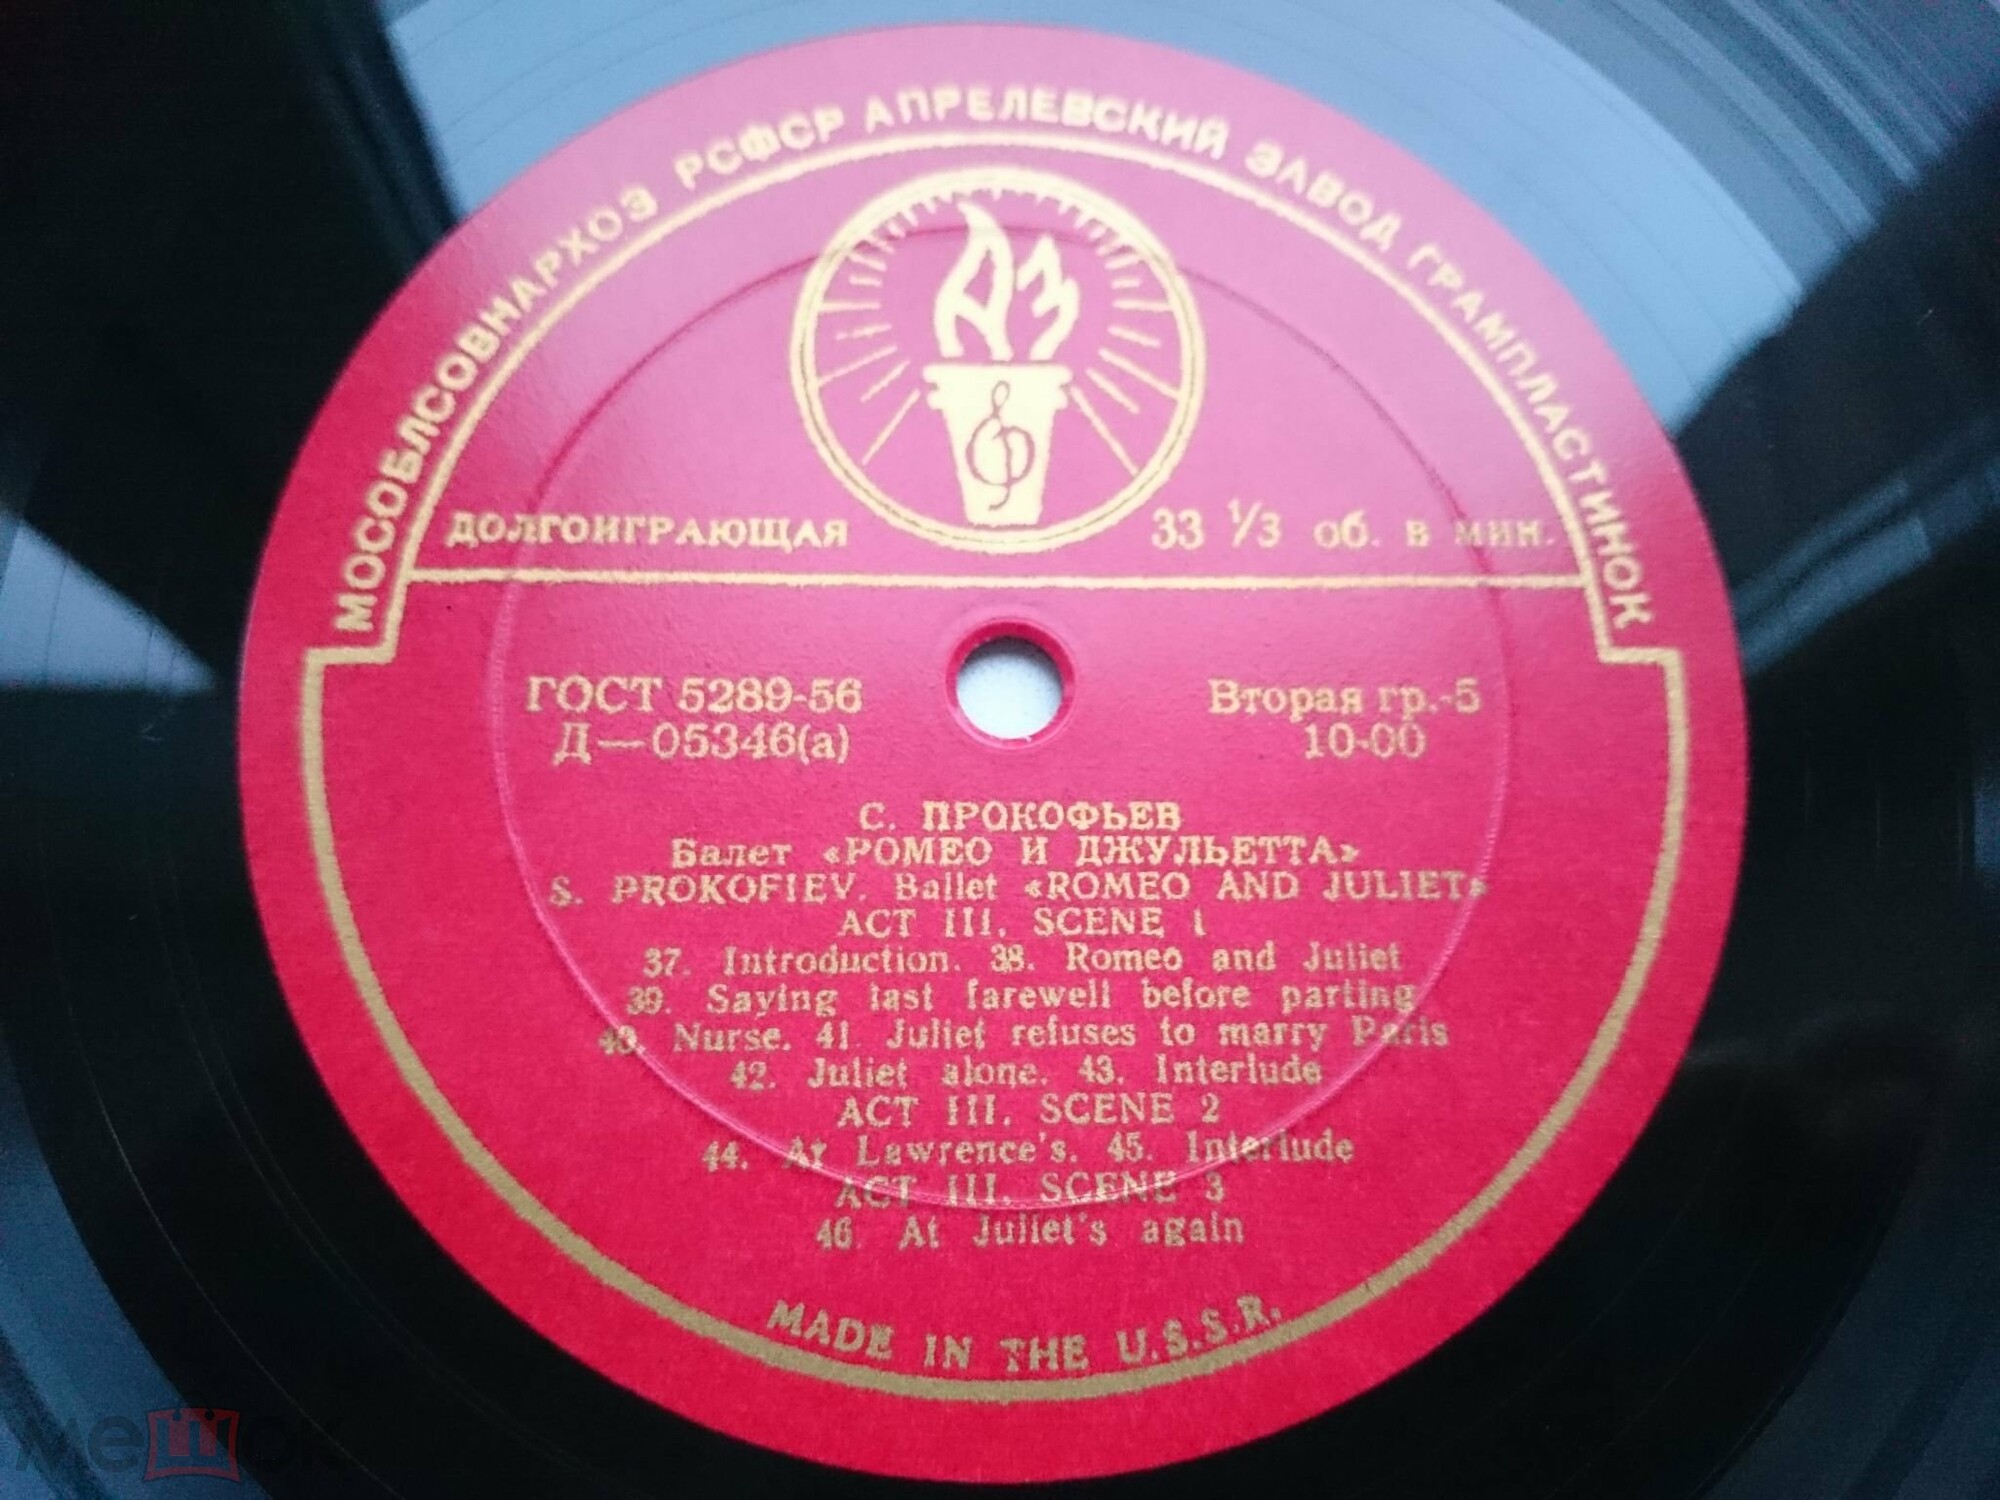 МОСОБЛСОВНАРХОЗ РСФСР АПРЕЛЕВСКИЙ ЗАВОД ГРАМПЛАСТИНОК
АЗ
ДОЛГОИГРАЮЩАЯ 33 1/3 об. в мин.
ГОСТ 5289-56 Вторая гр.-5
Д—05346(а) 10-00
С. ПРОКОФЬЕВ
Балет «РОМЕО И ДЖУЛЬЕТТА»
S. PROKOFIEV. Ballet «ROMEO AND JULIET»
ACT III. SCENE 1
37. Introduction. 38. Romeo and Juliet
39. Saying last farewell before parting
40. Nurse. 41. Juliet refuses to marry Paris
42. Juliet alone. 43. Interlude
ACT III. SCENE 2
44. At Lawrence's. 45. Interlude
ACT III. SCENE 3
46. At Juliet's again
MADE IN THE U.S.S.R.
мешок